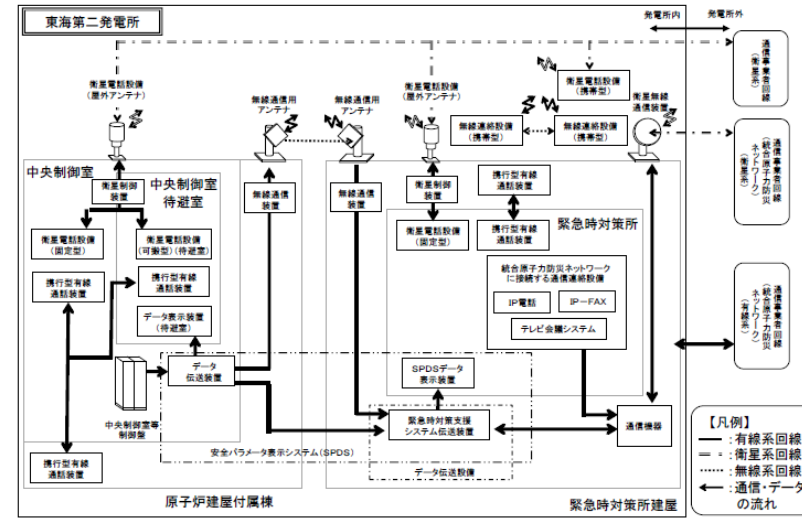 東海第二発電所
発電所内
発電所外
衛星電話設備
(屋外アンテナ)
無線通信用
アンテナ
無線通信用
アンテナ
衛星電話設備
(屋外アンテナ)
衛星電話設備
(携帯型)
無線連絡設備
(携帯型)
無線連絡設備
(携帯型)
衛星無線
通信装置
通信事業者回線
(衛星系)
通信事業者回線
(統合原子力防災
ネットワーク)
(衛星系)
通信事業者回線
(統合原子力防災
ネットワーク)
(有線系)
中央制御室
衛星制御
装置
中央制御室
待避室
衛星電話設備
(固定型)
衛星電話設備
(可搬型)(待避室)
携行型有線
通話装置
携行型有線
通話装置
データ表示装置
(待避室)
データ
伝送装置
中央制御室等
制御盤
携行型有線
通話装置
無線通信
装置
無線通信
装置
衛星制御
装置
衛星電話設備
(固定型)
携行型有線
通話装置
携行型有線
通話装置
緊急時対策所
統合原子力防災ネットワーク
に接続する通信連絡設備
IP電話
IP-FAX
テレビ会議システム
SPDSデータ
表示装置
緊急時対策支援
システム伝送装置
通信機器
安全パラメータ表示システム(SPDS)
データ伝送設備
原子炉建屋付属棟
緊急時対策所建屋
【凡例】
:有線系回線
:衛星系回線
:無線系回線
:通信・データ
の流れ